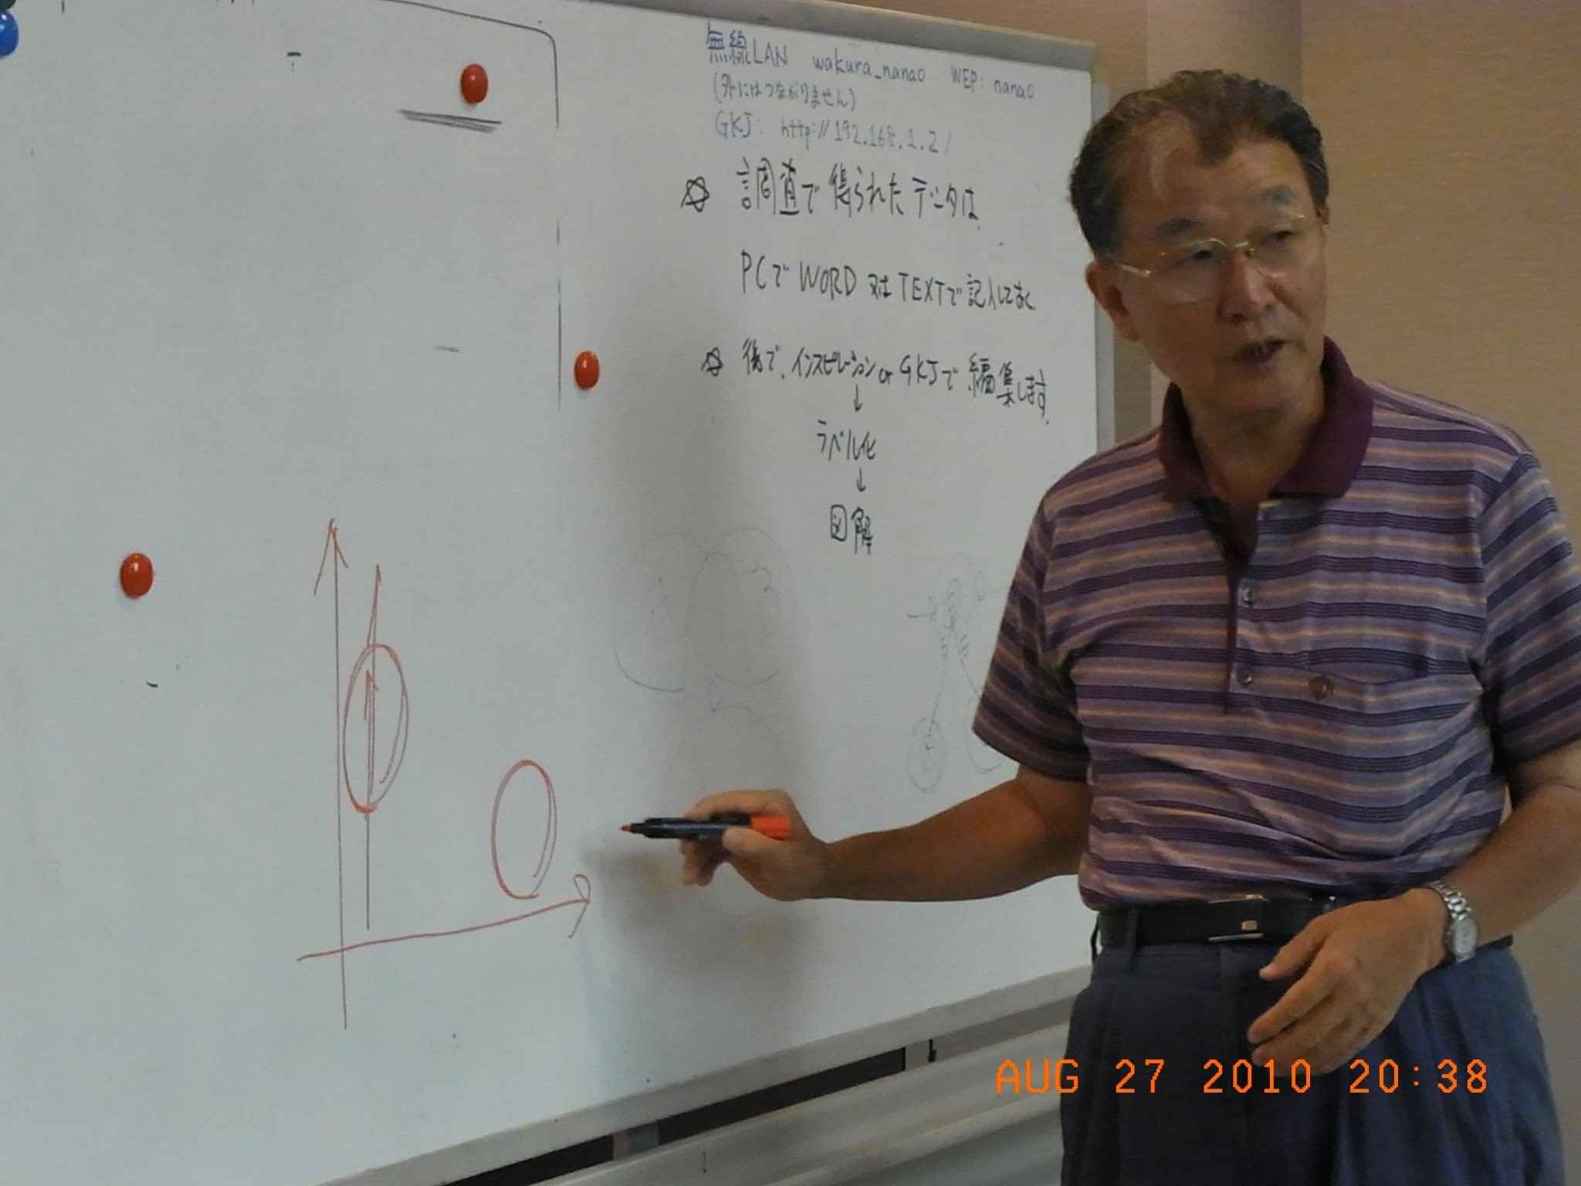 無線LAN wakura_nanao WEP: nanao
(外にはつながりません)
GKJ: http://192.168.1.2/
☆ 調査で得られたデータは
PCで WORD 又は TEXTで記入しておく
☆ 後で、インスピレーション or GKJで編集します。
↓
ラベル化
↓
図解
AUG 27 2010 20:38